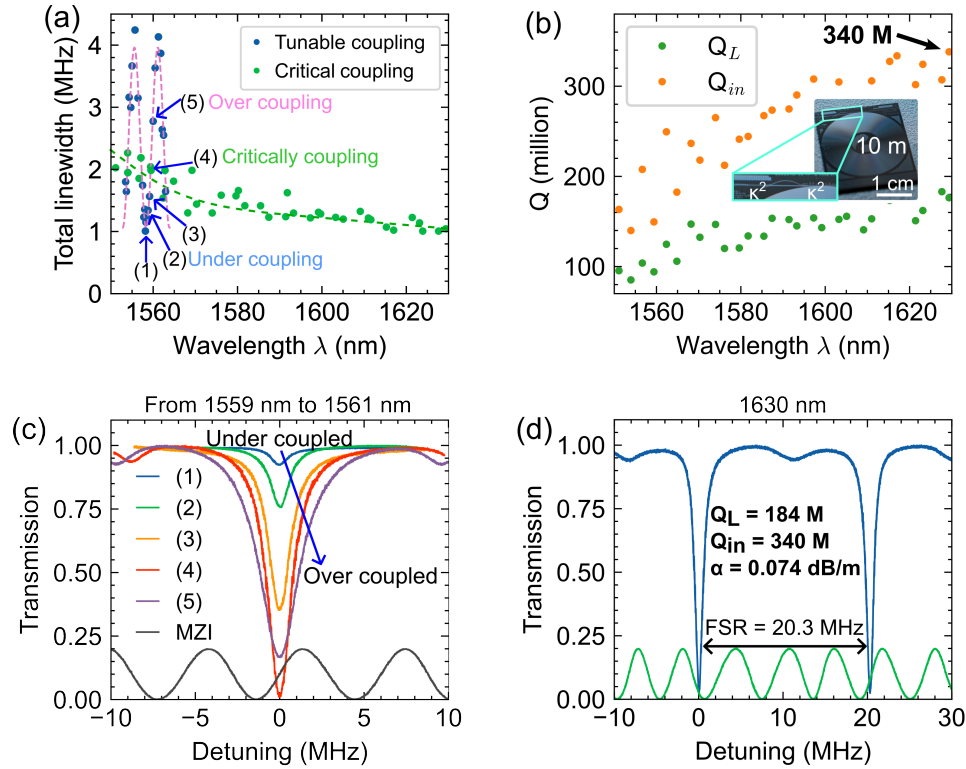 (a)
Total linewidth (MHz)
4
3
2
1
0
Tunable coupling
Critical coupling
(5) Over coupling
(4) Critically coupling
(3)
(2) Under coupling
(1)
1560 1580 1600 1620
Wavelength λ (nm)
(b)
Q (million)
400
300
200
100
Q_L
Q_in
340 M
10 m
1 cm
κ² κ²
1560 1580 1600 1620
Wavelength λ (nm)
(c)
From 1559 nm to 1561 nm
Transmission
1.00
0.75
0.50
0.25
0.00
Under coupled
Over coupled
(1)
(2)
(3)
(4)
(5)
MZI
−10 −5 0 5 10
Detuning (MHz)
(d)
1630 nm
Transmission
1.00
0.75
0.50
0.25
0.00
Q_L = 184 M
Q_in = 340 M
α = 0.074 dB/m
FSR = 20.3 MHz
−10 0 10 20 30
Detuning (MHz)